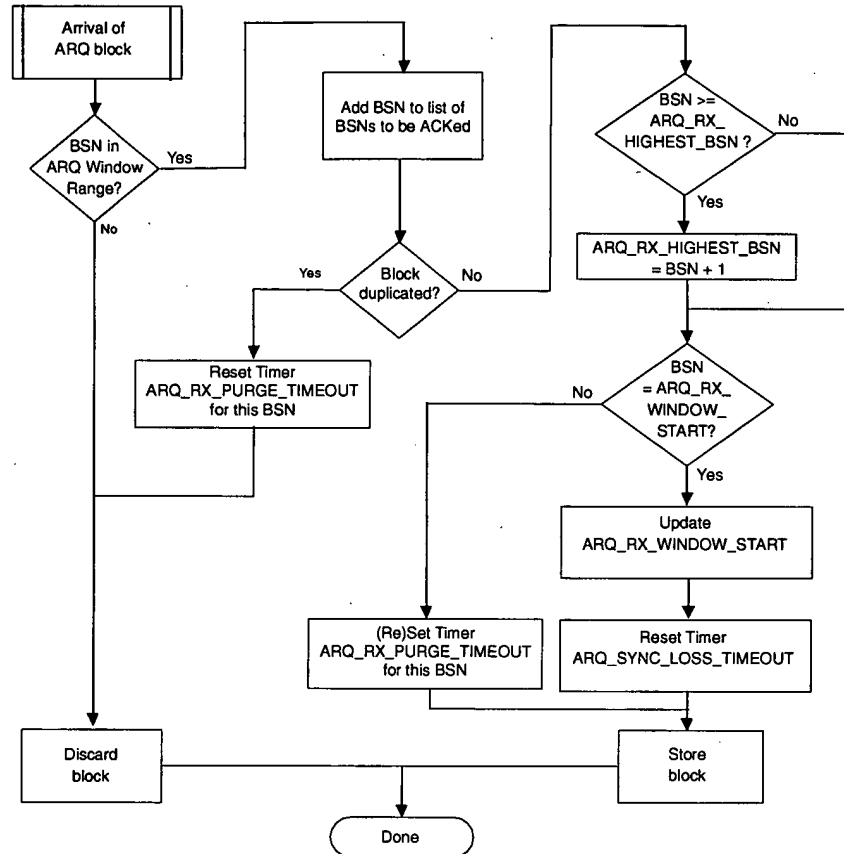 Arrival of
ARQ block
BSN in
ARQ Window
Range?
Yes
No
Add BSN to list of
BSNs to be ACKed
Block
duplicated?
Yes
No
Reset Timer
ARQ_RX_PURGE_TIMEOUT
for this BSN
BSN >=
ARQ_RX_
HIGHEST_BSN ?
No
Yes
ARQ_RX_HIGHEST_BSN
= BSN + 1
BSN
= ARQ_RX_
WINDOW_
START?
No
Yes
Update
ARQ_RX_WINDOW_START
(Re)Set Timer
ARQ_RX_PURGE_TIMEOUT
for this BSN
Reset Timer
ARQ_SYNC_LOSS_TIMEOUT
Discard
block
Store
block
Done